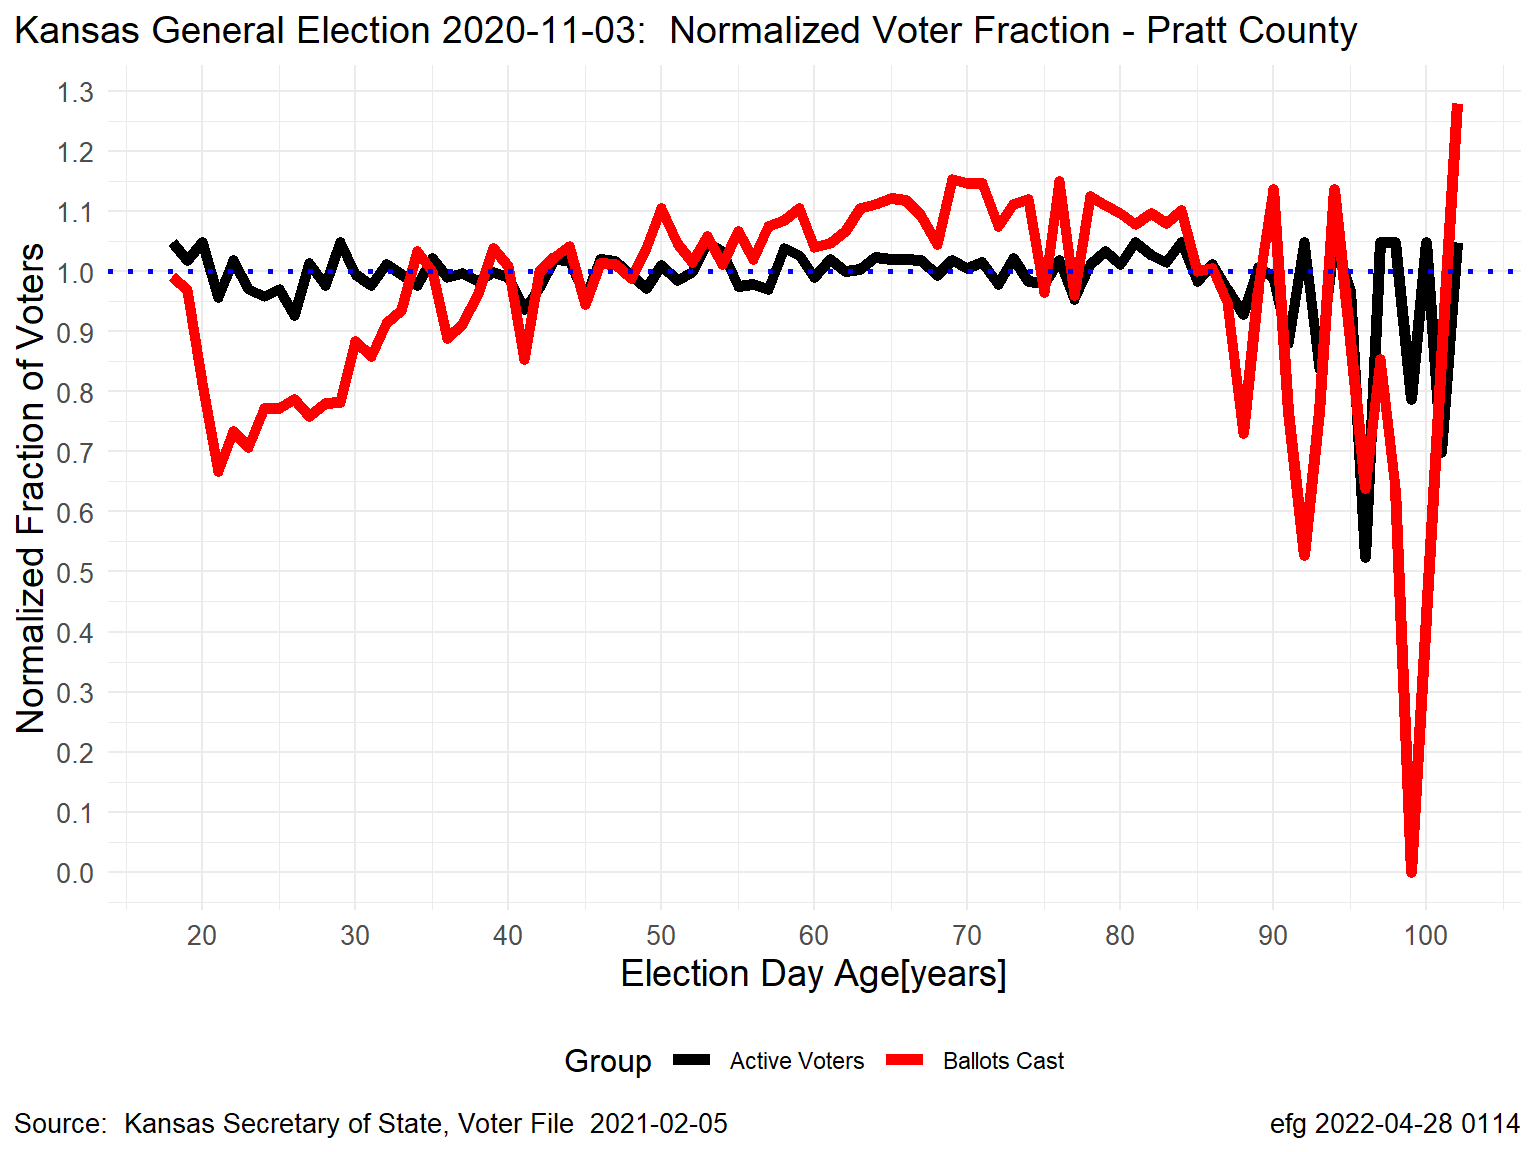 Kansas General Election 2020-11-03:  Normalized Voter Fraction - Pratt County
Normalized Fraction of Voters
1.3
1.2
1.1
1.0
0.9
0.8
0.7
0.6
0.5
0.4
0.3
0.2
0.1
0.0
20 30 40 50 60 70 80 90 100
Election Day Age[years]
Group Active Voters Ballots Cast
Source:  Kansas Secretary of State, Voter File  2021-02-05 efg 2022-04-28 0114